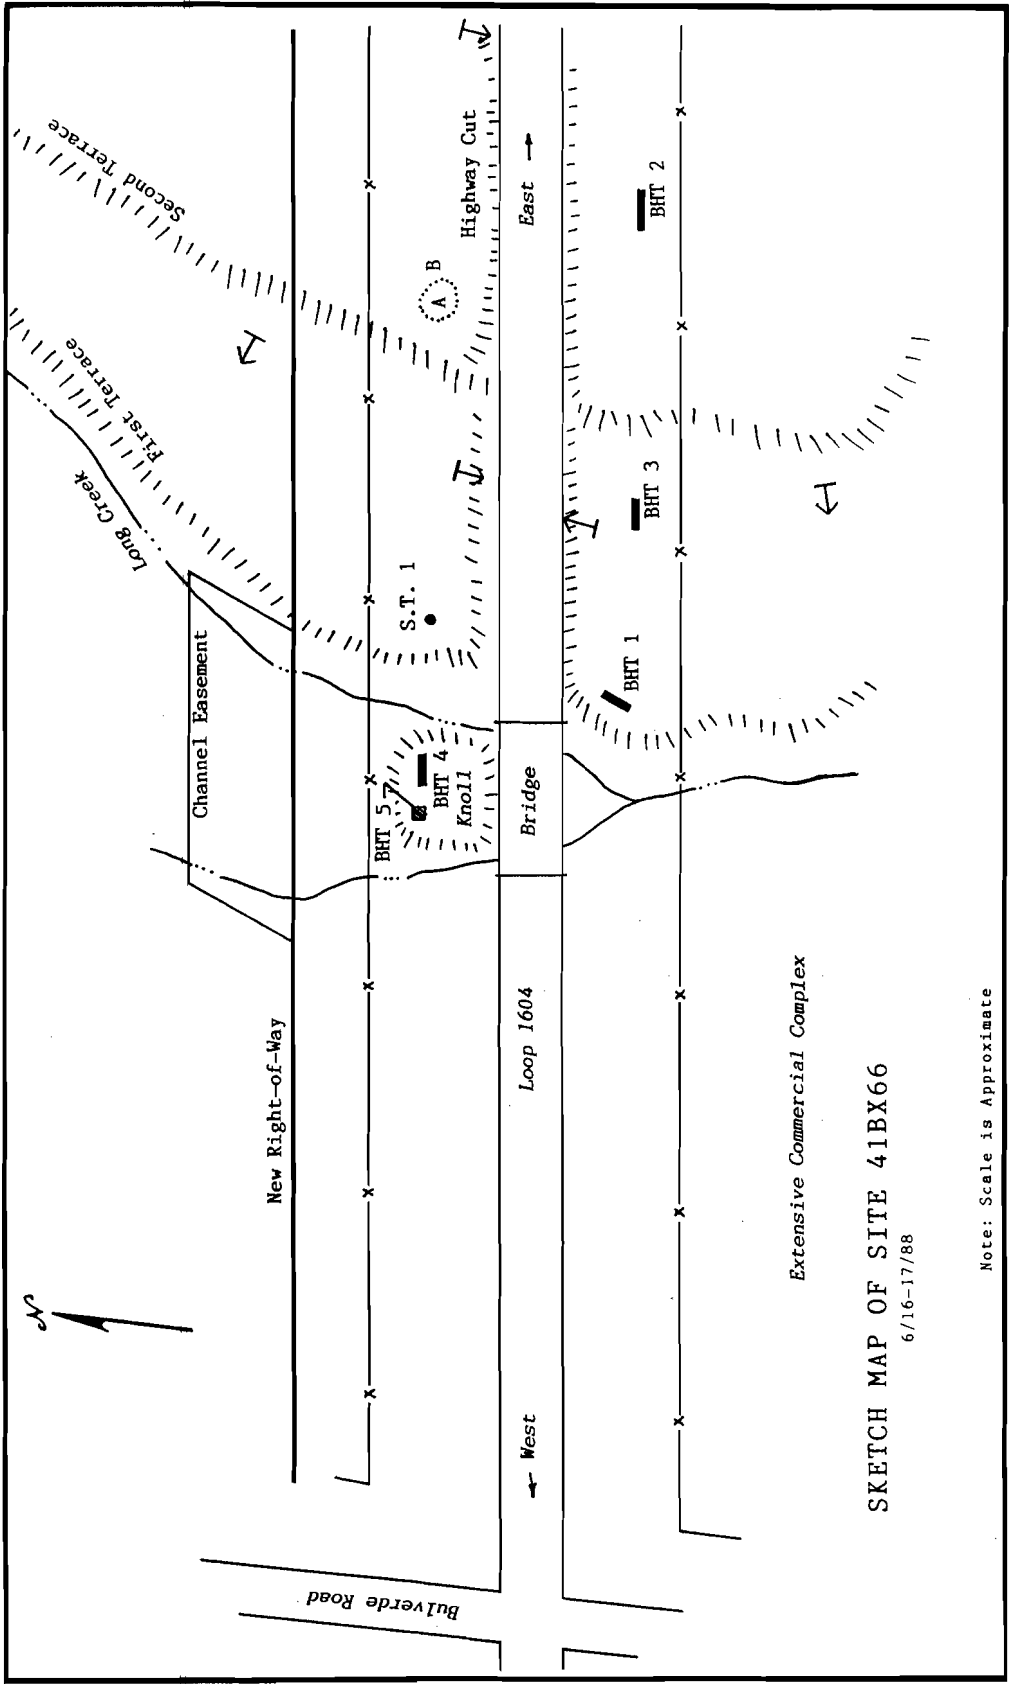 N
Second Terrace
First Terrace
Long Creek
Channel Easement
New Right-of-Way
Highway Cut
A
B
S.T. 1
BHT 5
BHT 4
Knoll
← West
Loop 1604
Bridge
East →
Bulverde Road
BHT 1
BHT 3
BHT 2
Extensive Commercial Complex
SKETCH MAP OF SITE 41BX66
6/16-17/88
Note: Scale is Approximate